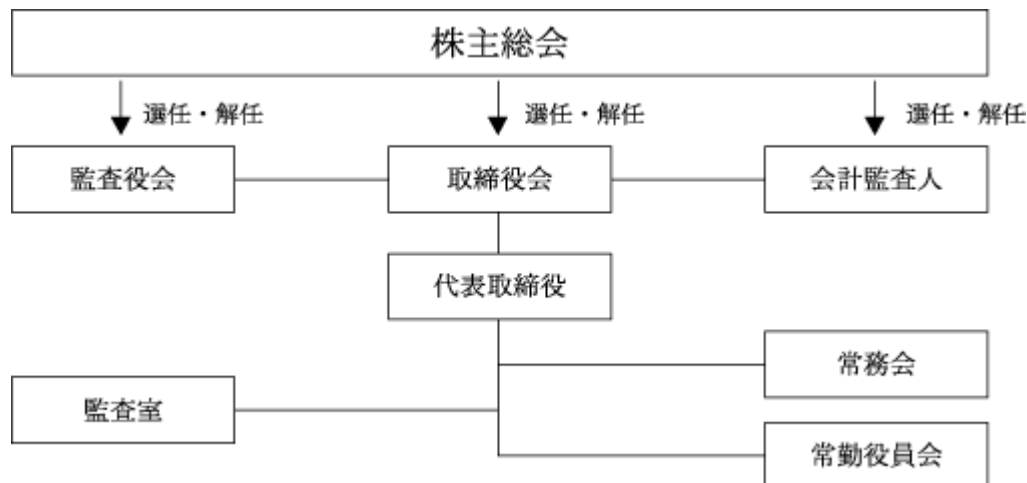 株主総会
選任・解任
選任・解任
選任・解任
監査役会
取締役会
会計監査人
代表取締役
常務会
監査室
常勤役員会